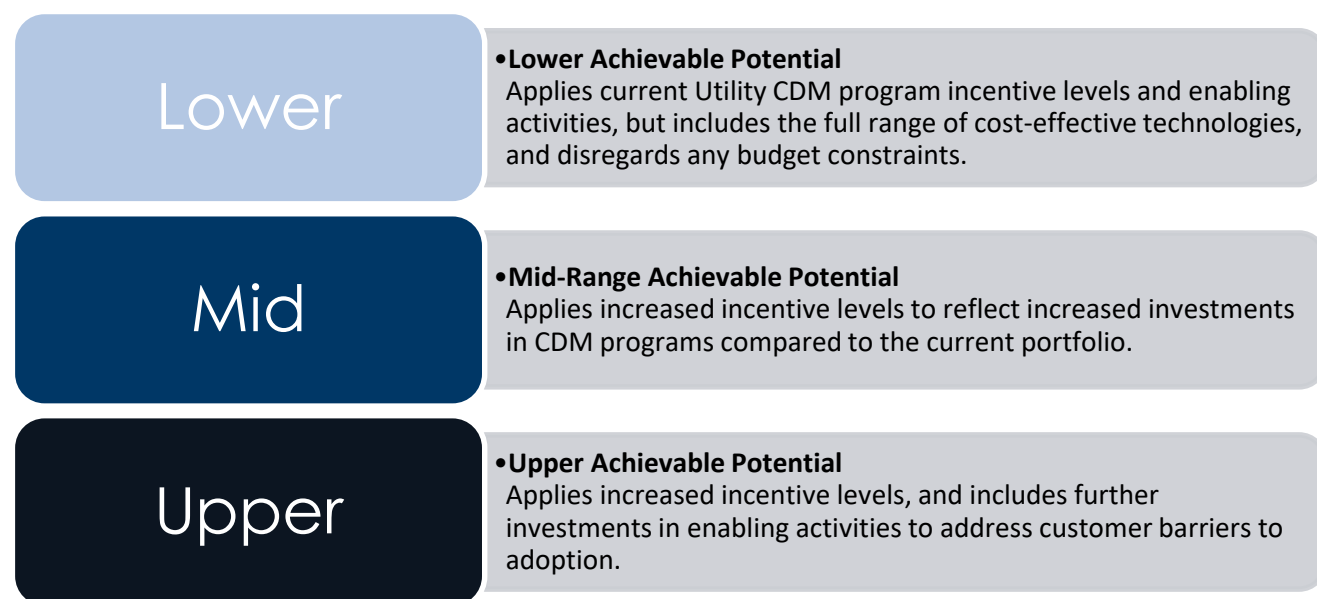 Lower
•Lower Achievable Potential
Applies current Utility CDM program incentive levels and enabling
activities, but includes the full range of cost-effective technologies,
and disregards any budget constraints.
Mid
•Mid-Range Achievable Potential
Applies increased incentive levels to reflect increased investments
in CDM programs compared to the current portfolio.
Upper
•Upper Achievable Potential
Applies increased incentive levels, and includes further
investments in enabling activities to address customer barriers to
adoption.